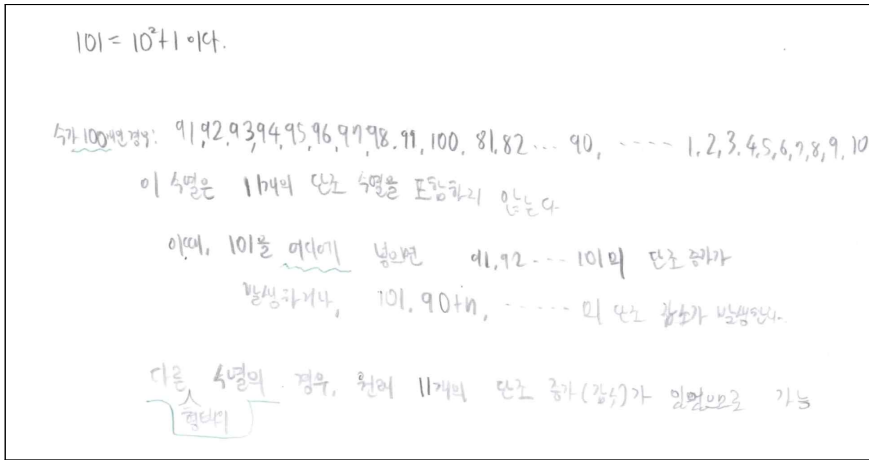 101 = 10²+1 이다.
수가 100개인 경우: 91,92,93,94,95,96,97,98,99,100, 81,82 ... 90, ····· 1,2,3,4,5,6,7,8,9,10
이 수열은 11개의 단조 수열을 포함하지 않는다.
이때, 101을 어디에 넣으면 91,92 ···· 101의 단조 증가가
발생하거나, 101, 90+n, ······ 의 단조 감소가 발생한다.
다른 수열의 경우, 원래 11개의 단조 증가(감소)가 일렬으로 가능
형태의